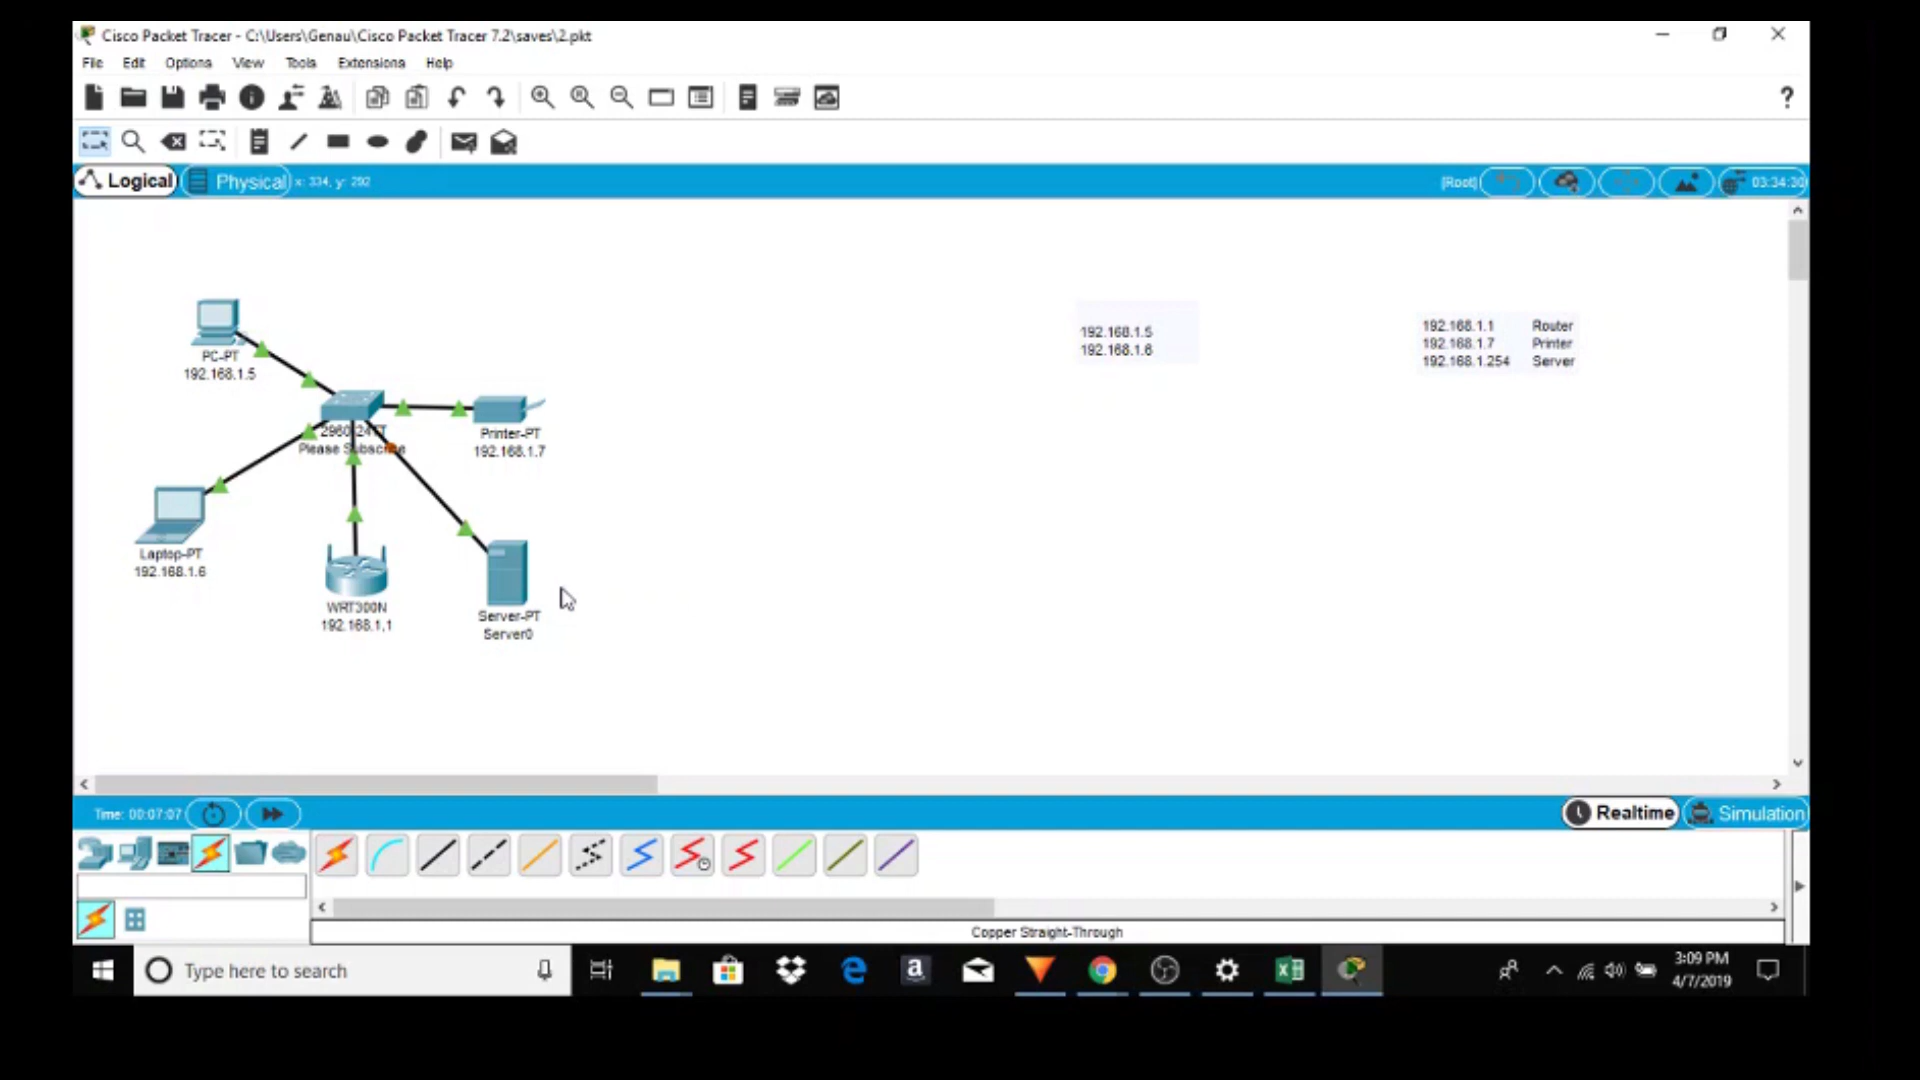 Cisco Packet Tracer - C:\Users\Genau\Cisco Packet Tracer 7.2\saves\2.pkt
File Edit Options View Tools Extensions Help
?
Logical Physical x: 334, y: 292 [Root] 03:34:30
PC-PT
192.168.1.5
2960-24TT
Please Subscribe
Printer-PT
192.168.1.7
Laptop-PT
192.168.1.6
WRT300N
192.168.1.1
Server-PT
Server0
192.168.1.5
192.168.1.6
192.168.1.1 Router
192.168.1.7 Printer
192.168.1.254 Server
Time: 00:07:07 Realtime Simulation
Copper Straight-Through
Type here to search
3:09 PM
4/7/2019